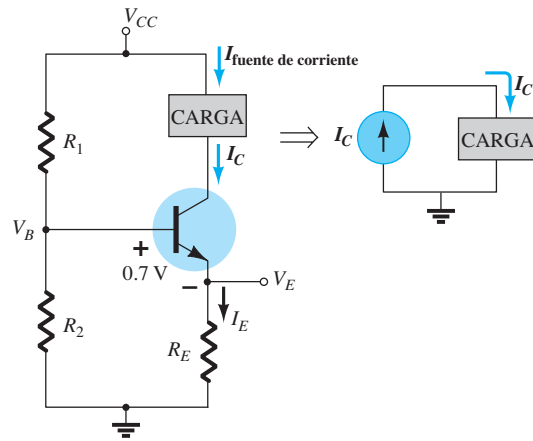 V_CC
I_fuente de corriente
CARGA
I_C
R_1
V_B
+
0.7 V
–
V_E
I_E
R_2
R_E
⇒
I_C
I_C
CARGA